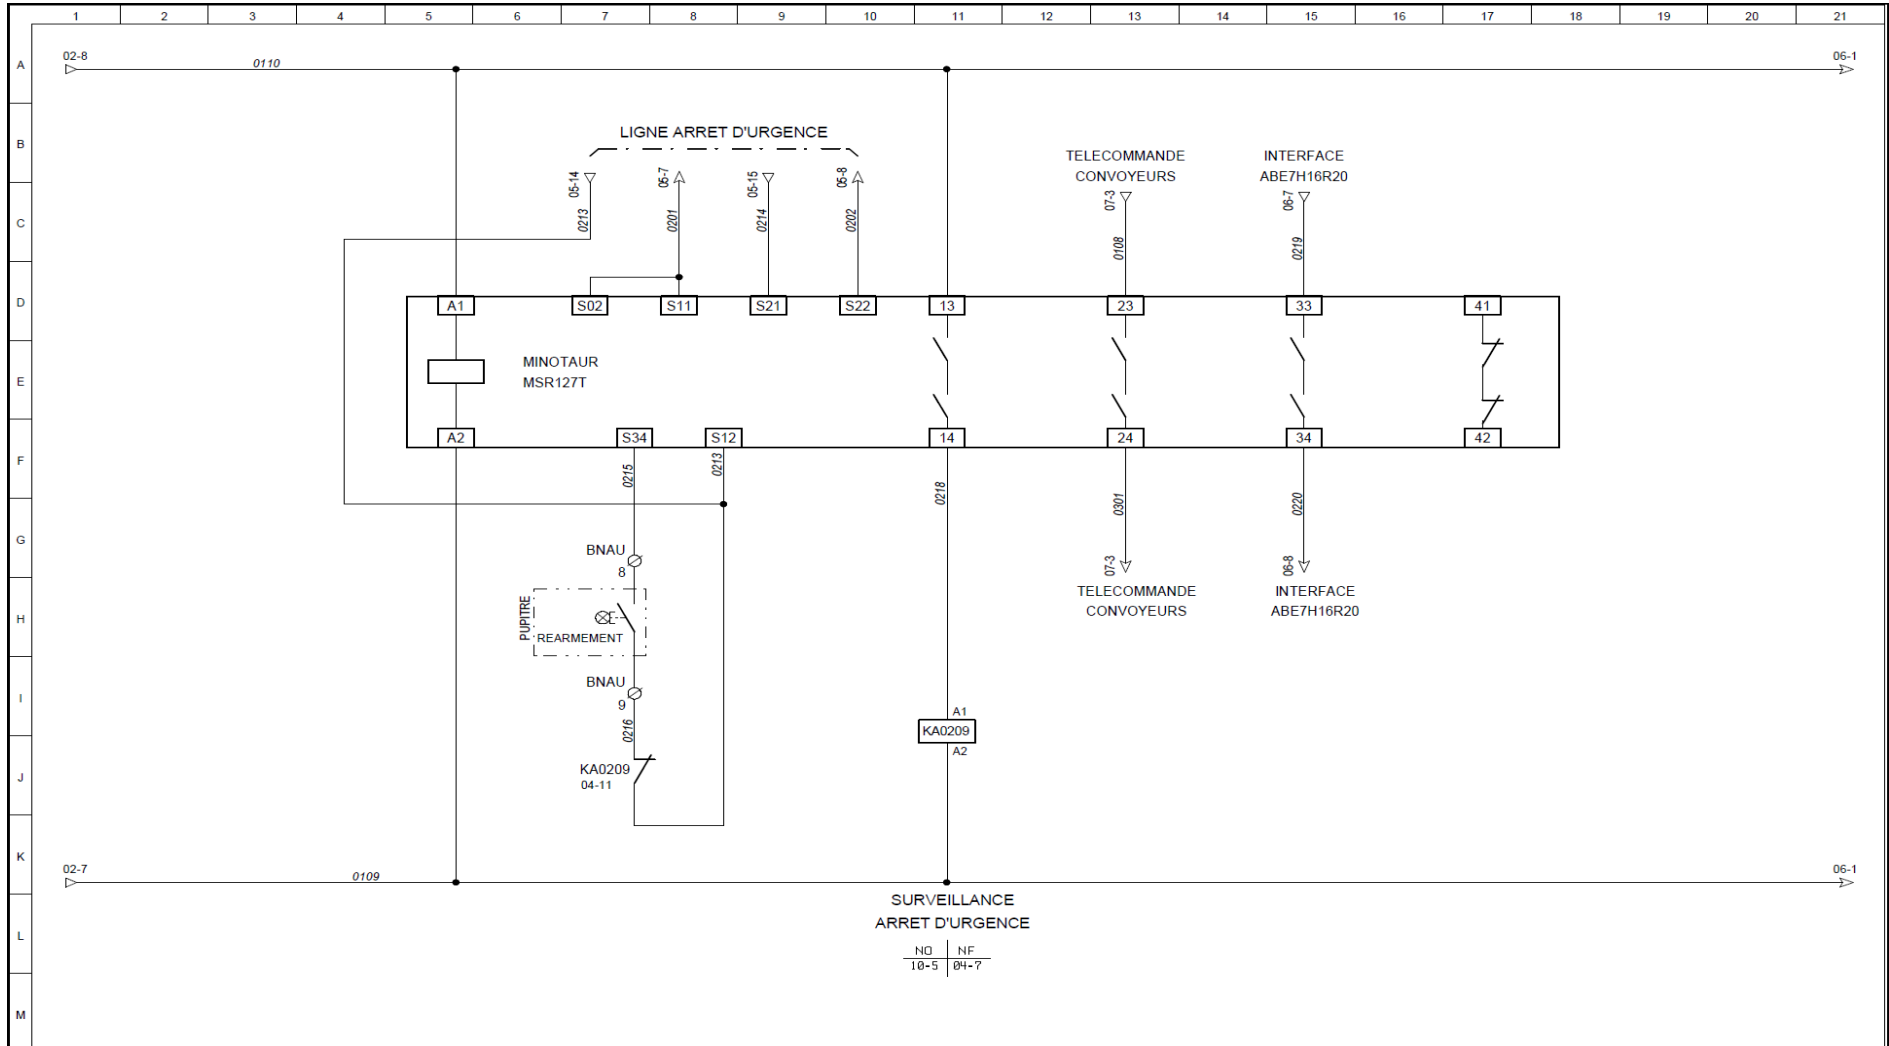 1 2 3 4 5 6 7 8 9 10 11 12 13 14 15 16 17 18 19 20 21
A
02-8
0110
06-1
B
LIGNE ARRET D'URGENCE
TELECOMMANDE
CONVOYEURS
INTERFACE
ABE7H16R20
05-14
05-7
05-15
05-8
07-3
06-7
C
0213
0201
0214
0202
0108
0219
D
A1 S02 S11 S21 S22 13 23 33 41
E
MINOTAUR
MSR127T
A2 S34 S12 14 24 34 42
F
0215
0213
0218
0301
0220
G
BNAU
8
07-3
06-8
TELECOMMANDE
CONVOYEURS
INTERFACE
ABE7H16R20
H
PUPITRE
REARMEMENT
I
BNAU
9
0216
A1
KA0209
A2
J
KA0209
04-11
K
02-7
0109
06-1
SURVEILLANCE
ARRET D'URGENCE
L
NO NF
10-5 04-7
M